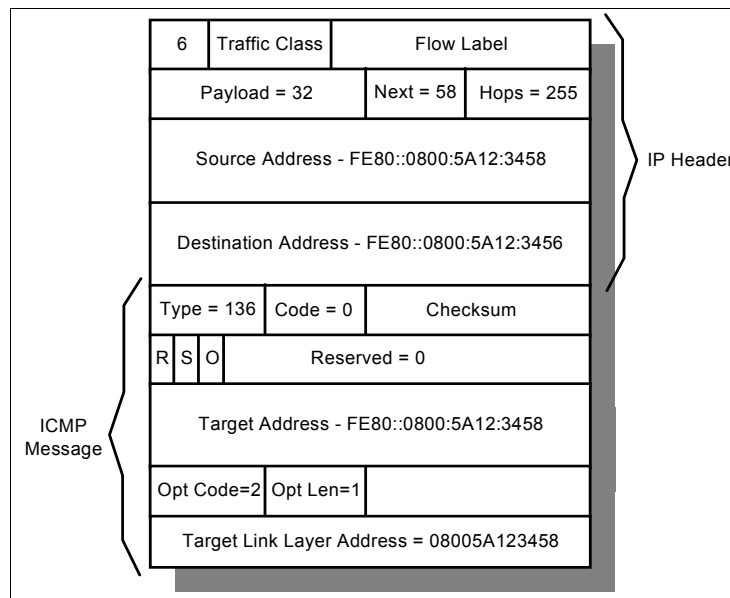 6 Traffic Class Flow Label
Payload = 32 Next = 58 Hops = 255
Source Address - FE80::0800:5A12:3458
IP Header
Destination Address - FE80::0800:5A12:3456
Type = 136 Code = 0 Checksum
R S O Reserved = 0
ICMP
Message
Target Address - FE80::0800:5A12:3458
Opt Code=2 Opt Len=1
Target Link Layer Address = 08005A123458